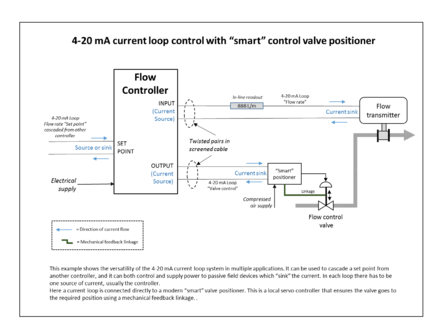 4-20 mA current loop control with “smart” control valve positioner
Flow
Controller
INPUT
(Current
Source)
In-line readout
888 L/m
4-20 mA Loop
“Flow rate”
Current sink
Flow
transmitter
4-20 mA Loop
Flow rate “Set point”
cascaded from other
controller
Source or sink
SET
POINT
Twisted pairs in
screened cable
OUTPUT
(Current
Source)
Current sink
4-20 mA Loop
“Valve control”
“Smart”
positioner
Linkage
Electrical
supply
Compressed
air supply
Flow control
valve
= Direction of current flow
= Mechanical feedback linkage
This example shows the versatility of the 4-20 mA current loop system in multiple applications. It can be used to cascade a set point from
another controller, and it can both control and supply power to passive field devices which “sink” the current. In each loop there has to be
one source of current, usually the controller.
Here a current loop is connected directly to a modern “smart” valve positioner. This is a local servo controller that ensures the valve goes to
the required position using a mechanical feedback linkage..